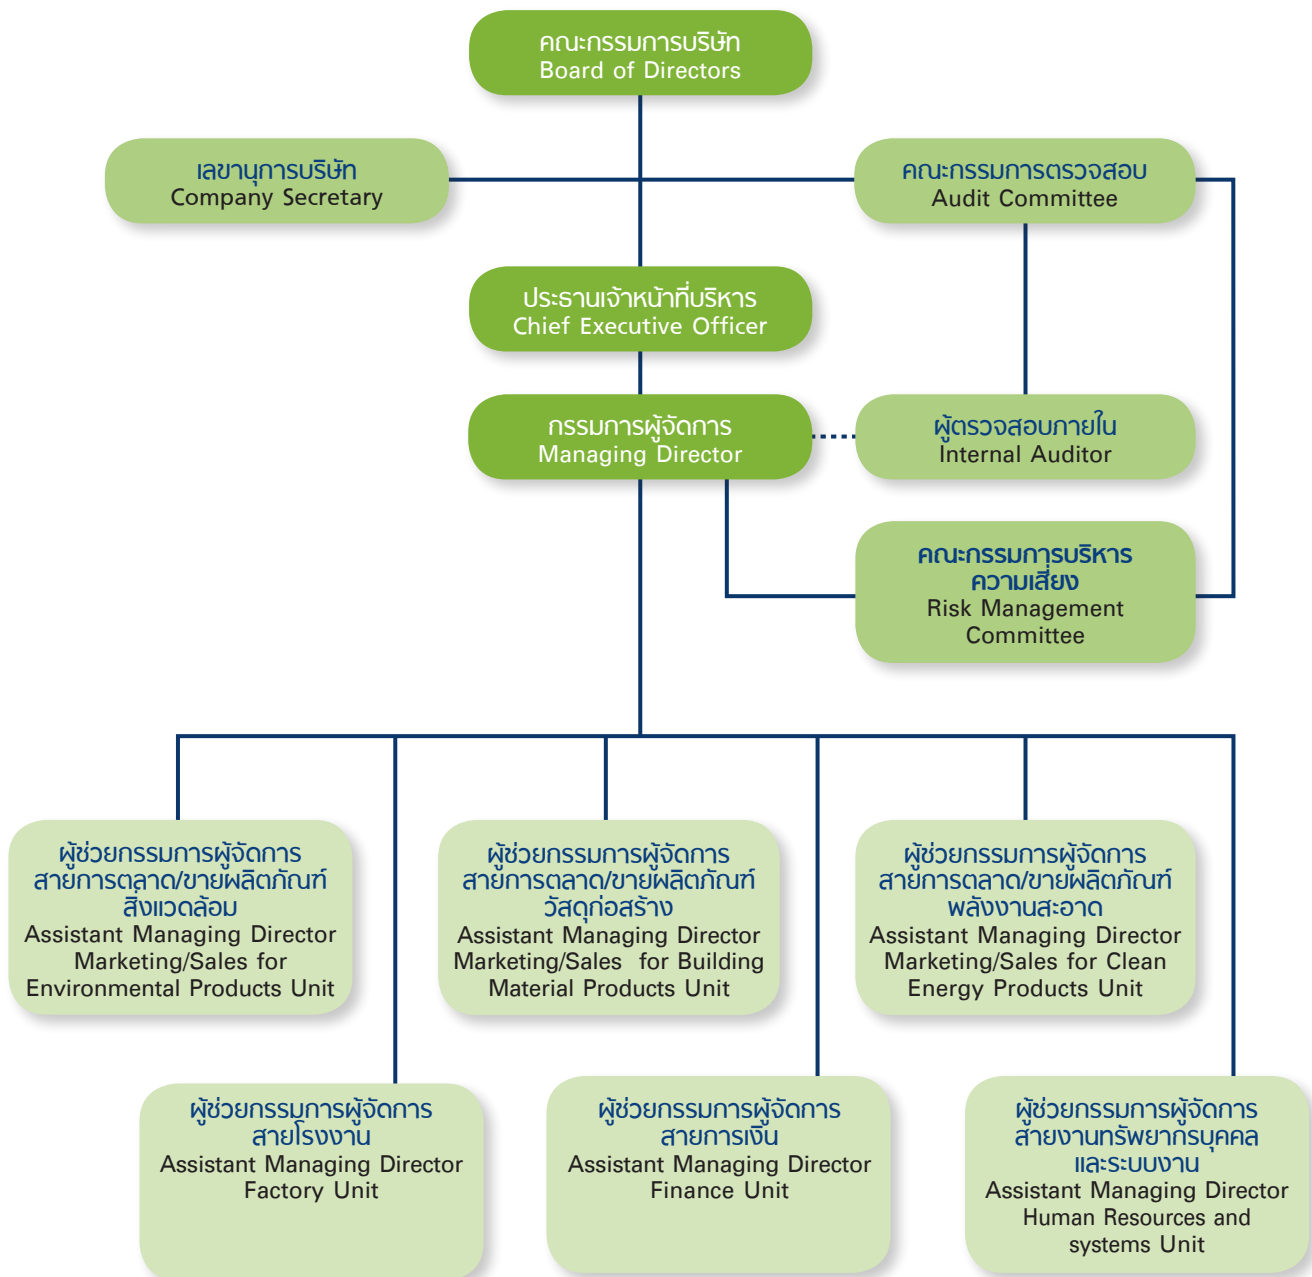 คณะกรรมการบริษัท
Board of Directors
เลขานุการบริษัท
Company Secretary
คณะกรรมการตรวจสอบ
Audit Committee
ประธานเจ้าหน้าที่บริหาร
Chief Executive Officer
กรรมการผู้จัดการ
Managing Director
ผู้ตรวจสอบภายใน
Internal Auditor
คณะกรรมการบริหาร
ความเสี่ยง
Risk Management
Committee
ผู้ช่วยกรรมการผู้จัดการ
สายการตลาด/ขายผลิตภัณฑ์
สิ่งแวดล้อม
Assistant Managing Director
Marketing/Sales for
Environmental Products Unit
ผู้ช่วยกรรมการผู้จัดการ
สายการตลาด/ขายผลิตภัณฑ์
วัสดุก่อสร้าง
Assistant Managing Director
Marketing/Sales for Building
Material Products Unit
ผู้ช่วยกรรมการผู้จัดการ
สายการตลาด/ขายผลิตภัณฑ์
พลังงานสะอาด
Assistant Managing Director
Marketing/Sales for Clean
Energy Products Unit
ผู้ช่วยกรรมการผู้จัดการ
สายโรงงาน
Assistant Managing Director
Factory Unit
ผู้ช่วยกรรมการผู้จัดการ
สายการเงิน
Assistant Managing Director
Finance Unit
ผู้ช่วยกรรมการผู้จัดการ
สายงานทรัพยากรบุคคล
และระบบงาน
Assistant Managing Director
Human Resources and
systems Unit